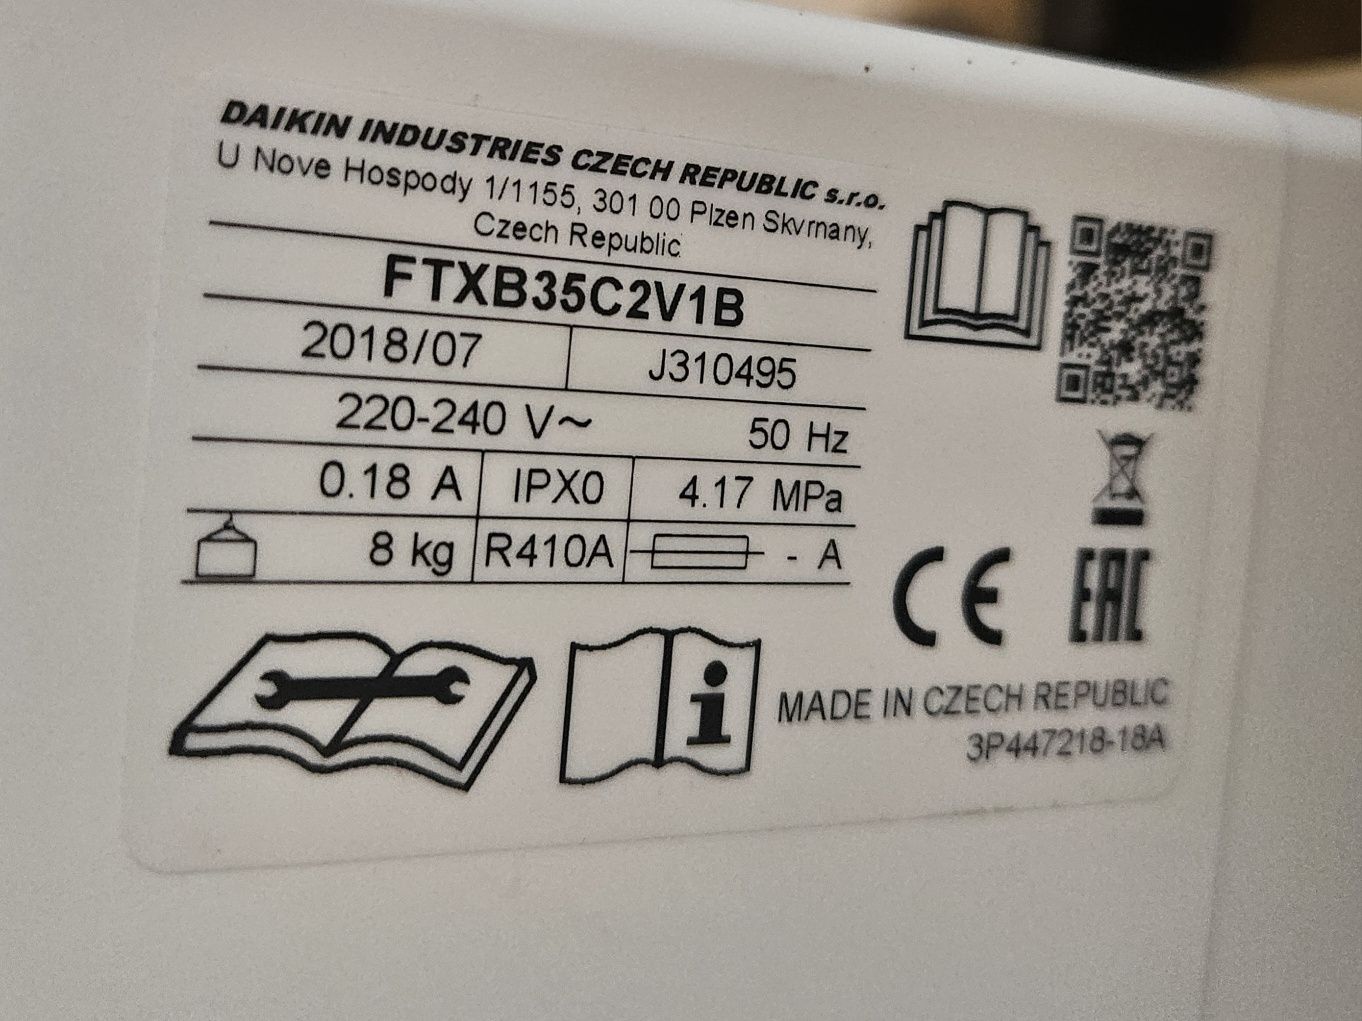 DAIKIN INDUSTRIES CZECH REPUBLIC s.r.o.
U Nove Hospody 1/1155, 301 00 Plzen Skvrnany,
Czech Republic
FTXB35C2V1B
2018/07 J310495
220-240 V~ 50 Hz
0.18 A IPX0 4.17 MPa
8 kg R410A - A
CE EAC
MADE IN CZECH REPUBLIC
3P447218-18A